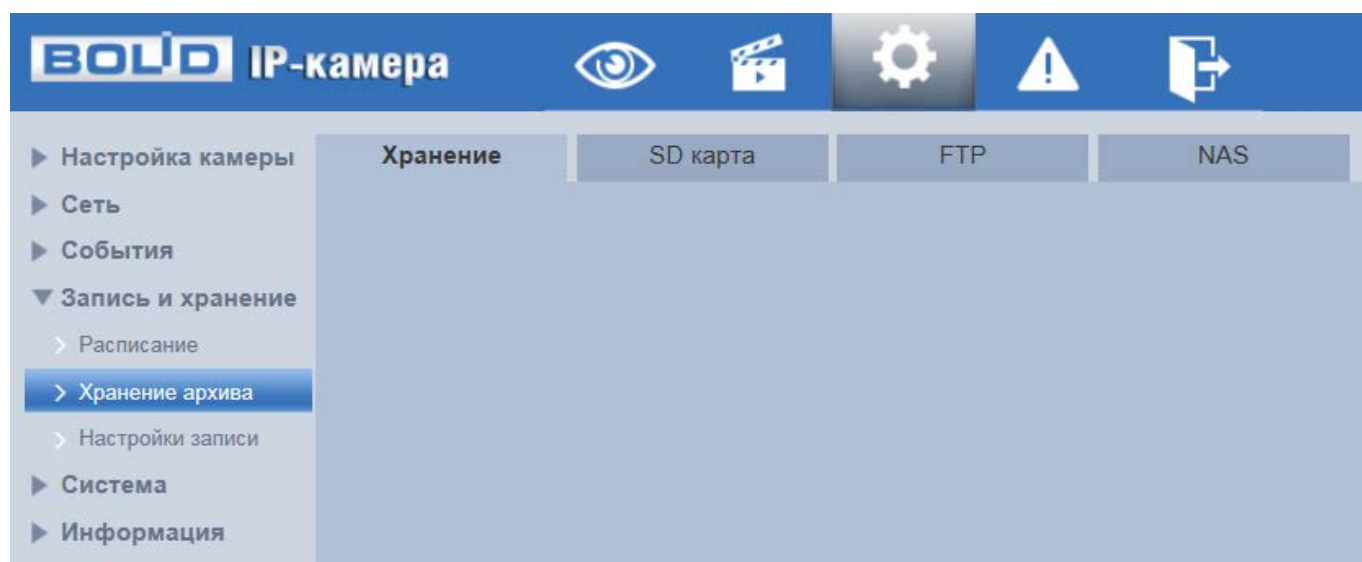 BOLID IP-камера
Настройка камеры
Хранение
SD карта
FTP
NAS
Сеть
События
Запись и хранение
Расписание
Хранение архива
Настройки записи
Система
Информация